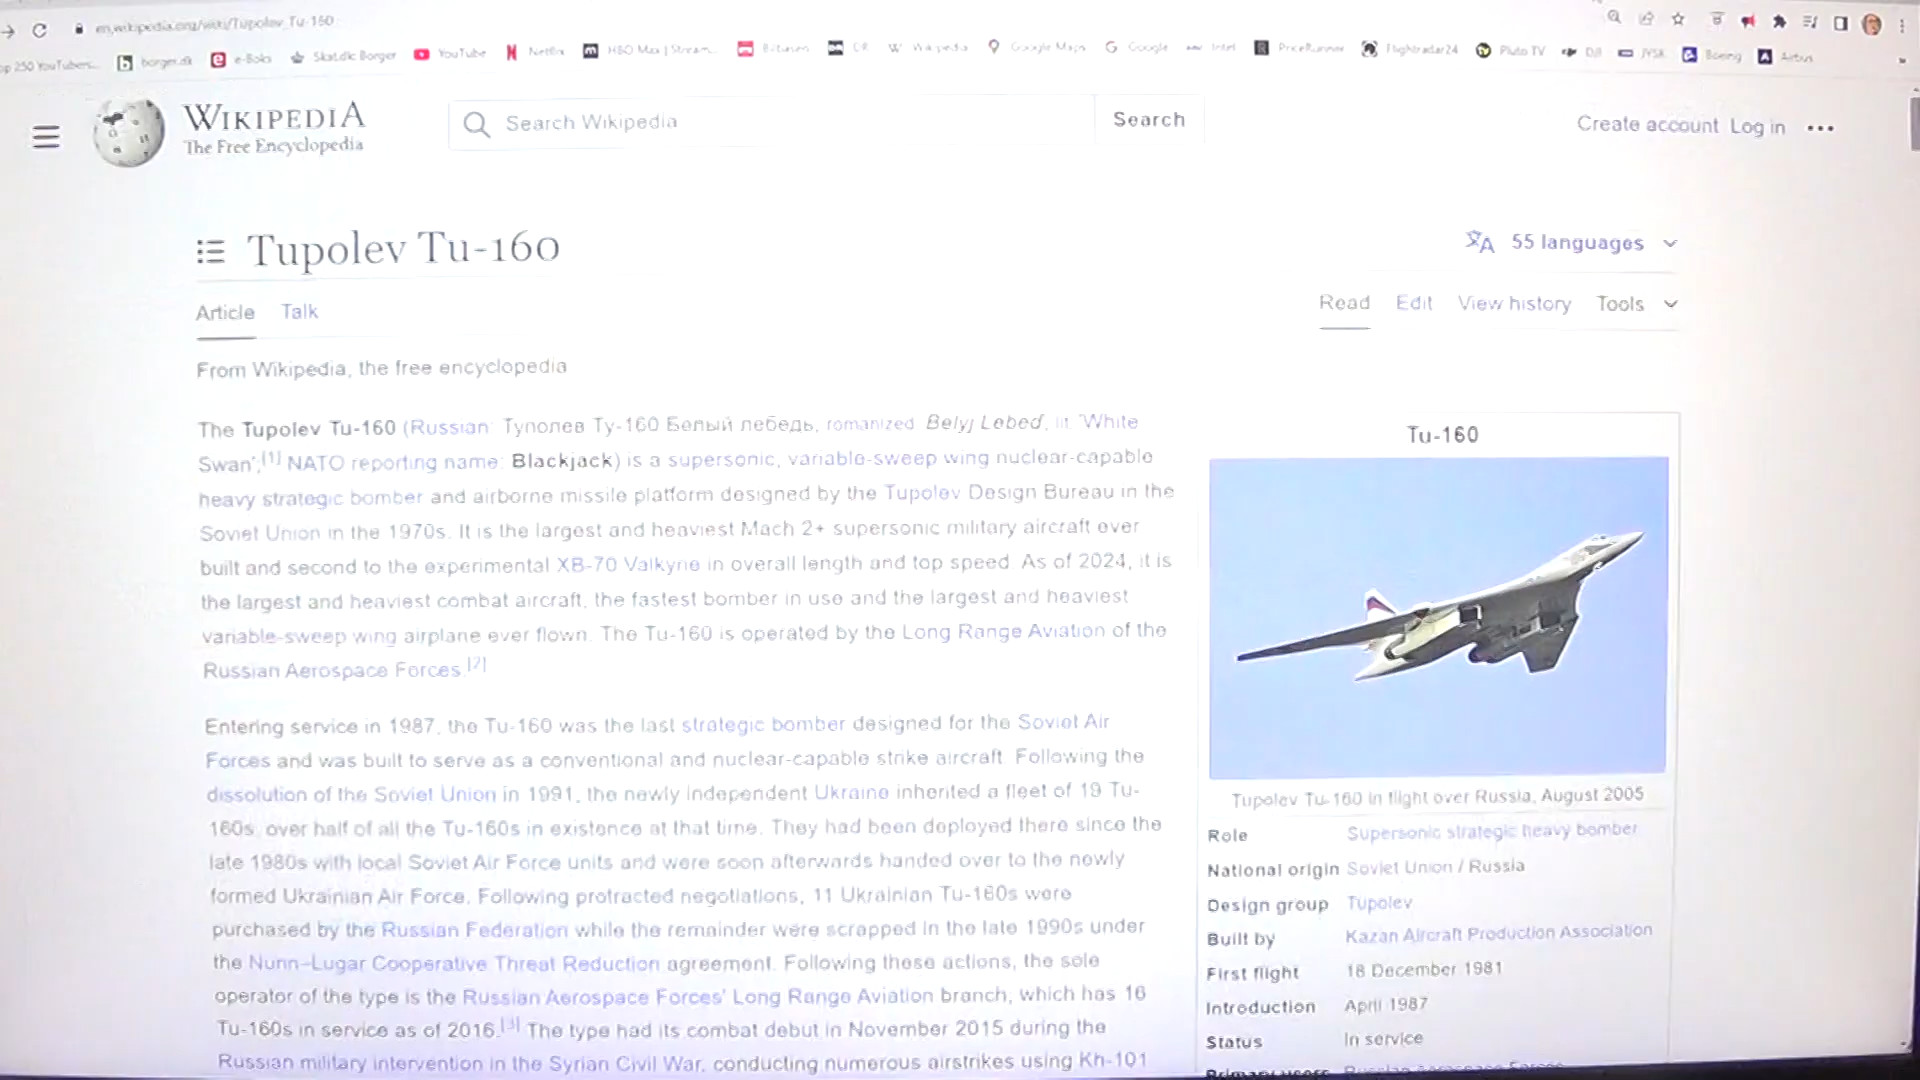 en.wikipedia.org/wiki/Tupolev_Tu-160
op 250 YouTubers... borger.dk e-Boks Skat.dk: Borger YouTube Netflix HBO Max | Stream... Wikipedia Google Maps Google Intel PriceRunner Flightradar24 Pluto TV DJI JYSK Boeing Airbus
WIKIPEDIA
The Free Encyclopedia
Search Wikipedia
Search
Create account Log in
Tupolev Tu-160
55 languages
Article Talk
Read Edit View history Tools
From Wikipedia, the free encyclopedia
The Tupolev Tu-160 (Russian: Туполев Ту-160 Белый лебедь, romanized: Belyj Lebed', lit. 'White
Swan';[1] NATO reporting name: Blackjack) is a supersonic, variable-sweep wing nuclear-capable
heavy strategic bomber and airborne missile platform designed by the Tupolev Design Bureau in the
Soviet Union in the 1970s. It is the largest and heaviest Mach 2+ supersonic military aircraft ever
built and second to the experimental XB-70 Valkyrie in overall length and top speed. As of 2024, it is
the largest and heaviest combat aircraft, the fastest bomber in use and the largest and heaviest
variable-sweep wing airplane ever flown. The Tu-160 is operated by the Long Range Aviation of the
Russian Aerospace Forces.[2]
Entering service in 1987, the Tu-160 was the last strategic bomber designed for the Soviet Air
Forces and was built to serve as a conventional and nuclear-capable strike aircraft. Following the
dissolution of the Soviet Union in 1991, the newly independent Ukraine inherited a fleet of 19 Tu-
160s, over half of all the Tu-160s in existence at that time. They had been deployed there since the
late 1980s with local Soviet Air Force units and were soon afterwards handed over to the newly
formed Ukrainian Air Force. Following protracted negotiations, 11 Ukrainian Tu-160s were
purchased by the Russian Federation while the remainder were scrapped in the late 1990s under
the Nunn–Lugar Cooperative Threat Reduction agreement. Following these actions, the sole
operator of the type is the Russian Aerospace Forces' Long Range Aviation branch, which has 16
Tu-160s in service as of 2016.[3] The type had its combat debut in November 2015 during the
Russian military intervention in the Syrian Civil War, conducting numerous airstrikes using Kh-101
Tu-160
Tupolev Tu-160 in flight over Russia, August 2005
Role Supersonic strategic heavy bomber
National origin Soviet Union / Russia
Design group Tupolev
Built by Kazan Aircraft Production Association
First flight 18 December 1981
Introduction April 1987
Status In service
Primary users Russian Aerospace Forces